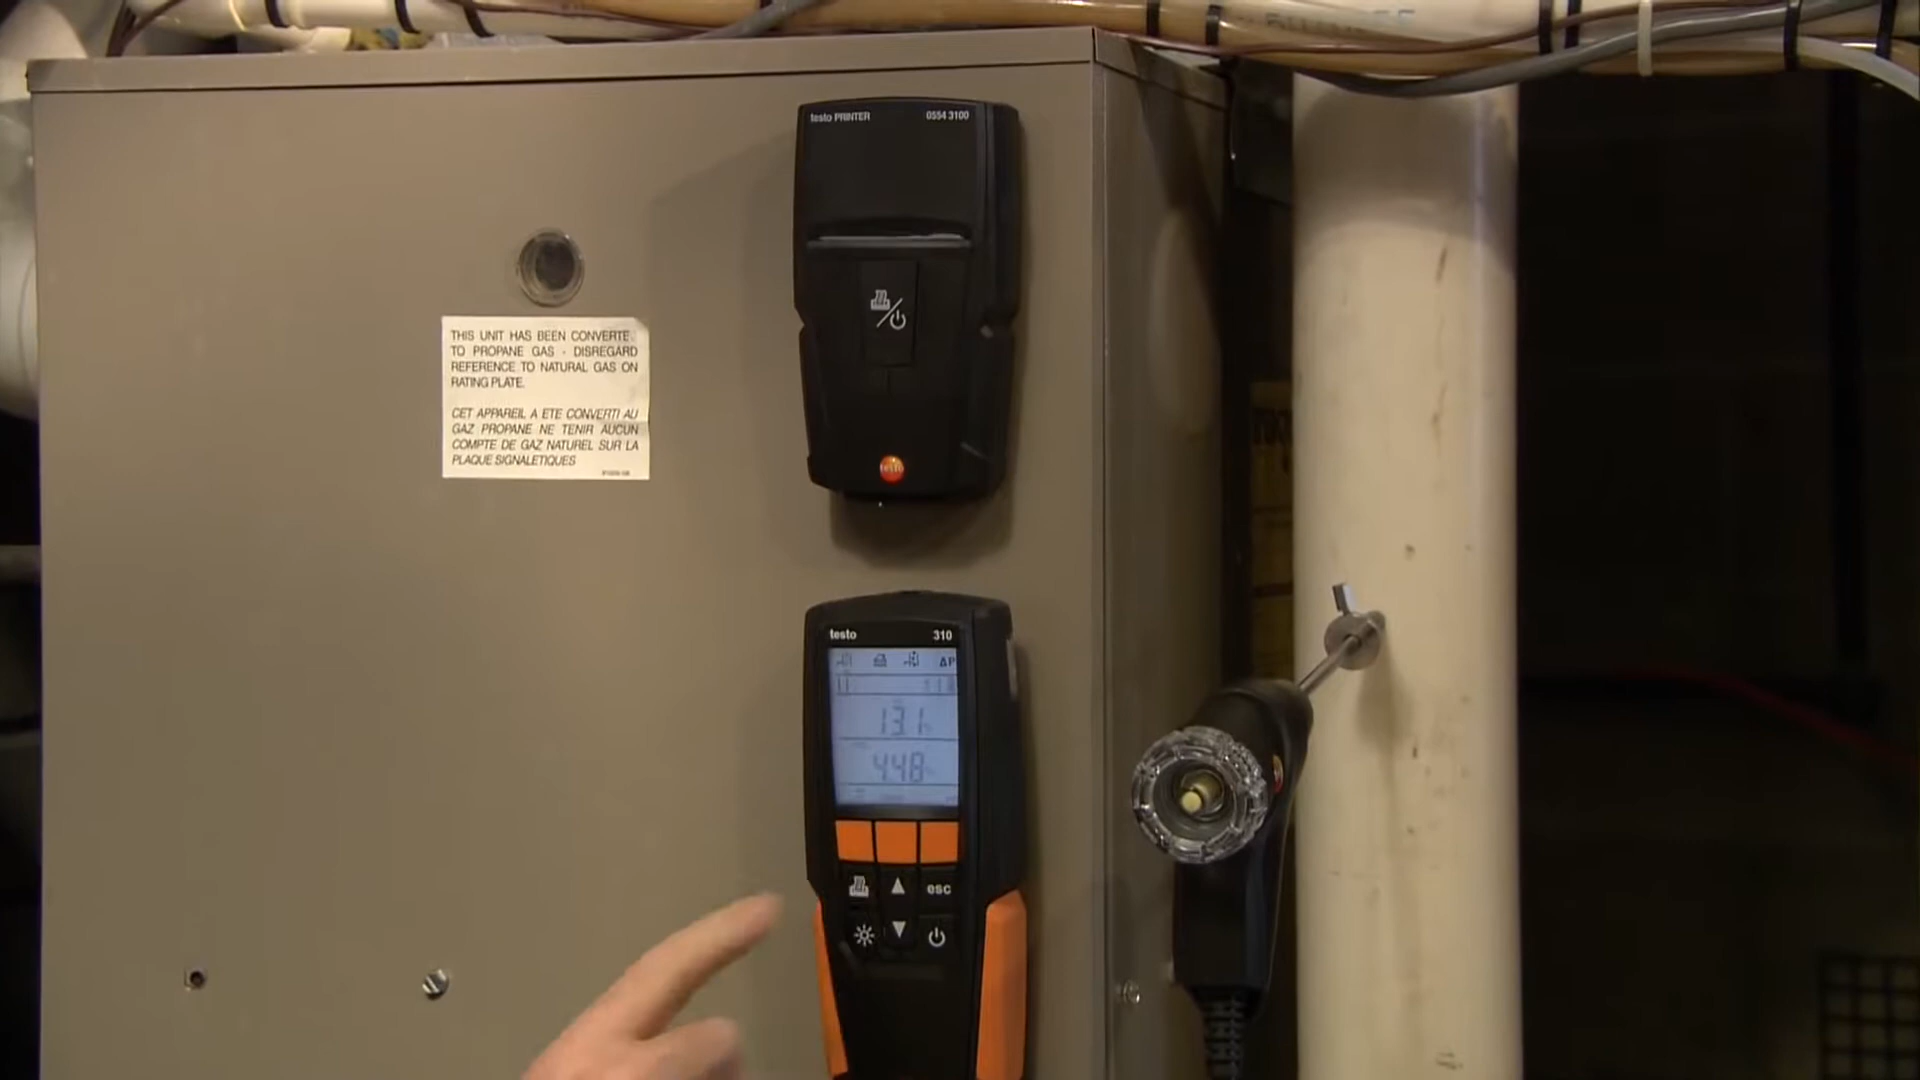 testo PRINTER 0554 3100
THIS UNIT HAS BEEN CONVERTE
TO PROPANE GAS - DISREGARD
REFERENCE TO NATURAL GAS ON
RATING PLATE.
CET APPAREIL A ETE CONVERTI AU
GAZ PROPANE NE TENIR AUCUN
COMPTE DE GAZ NATUREL SUR LA
PLAQUE SIGNALETIQUES
testo
testo 310
ΔP
13.1
4.48
esc